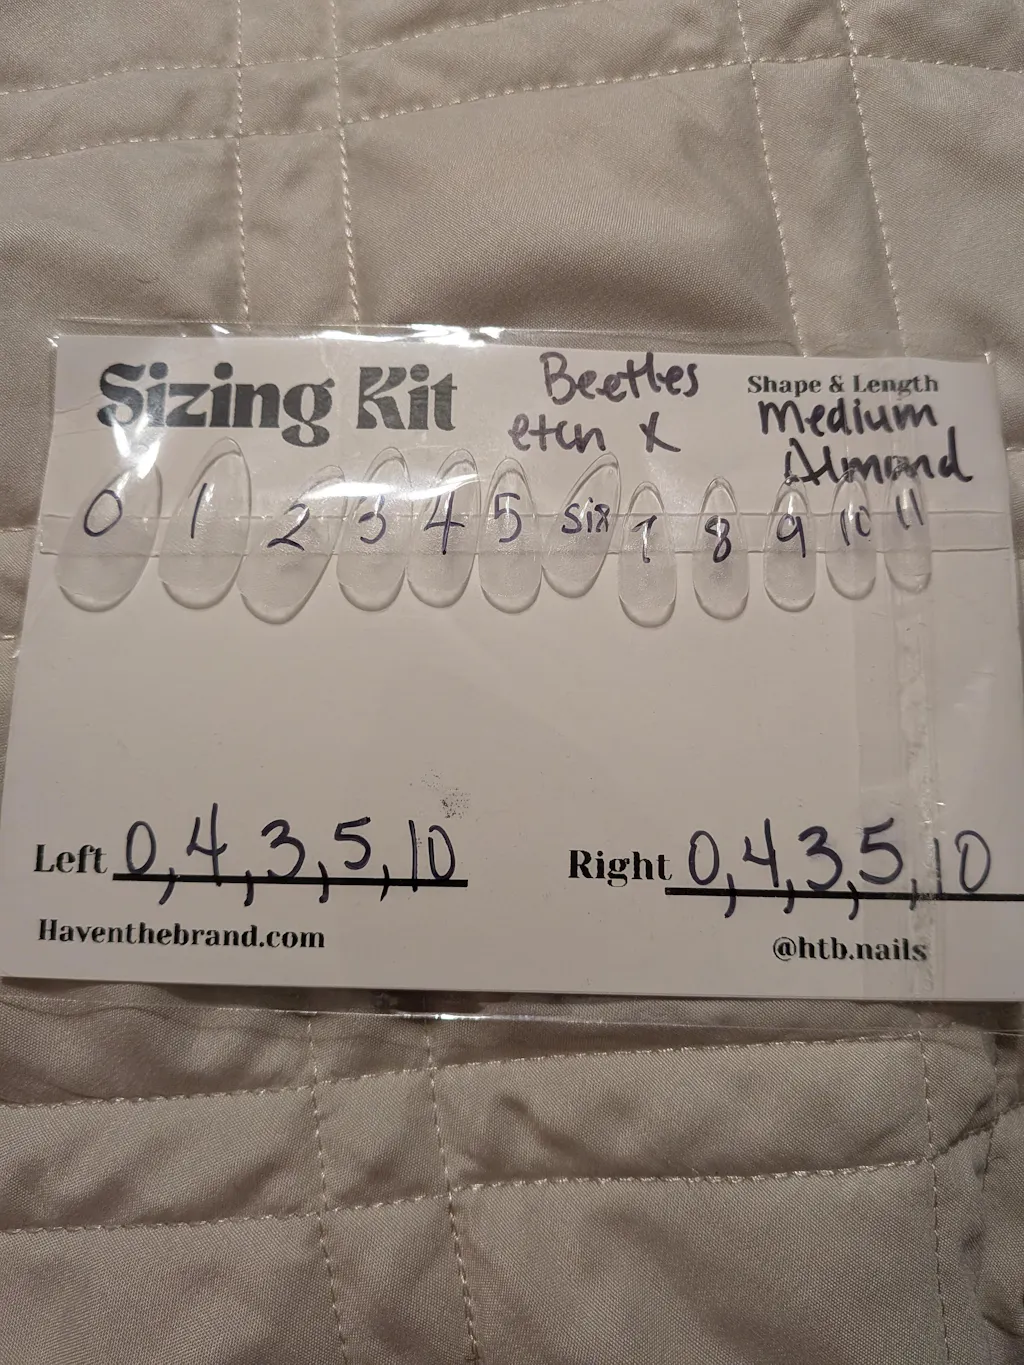 Sizing Kit
Beetles
etch x
Shape & Length
Medium
Almond
0 1 2 3 4 5 six 7 8 9 10 11
Left 0, 4, 3, 5, 10
Right 0, 4, 3, 5, 10
Haventhebrand.com
@htb.nails